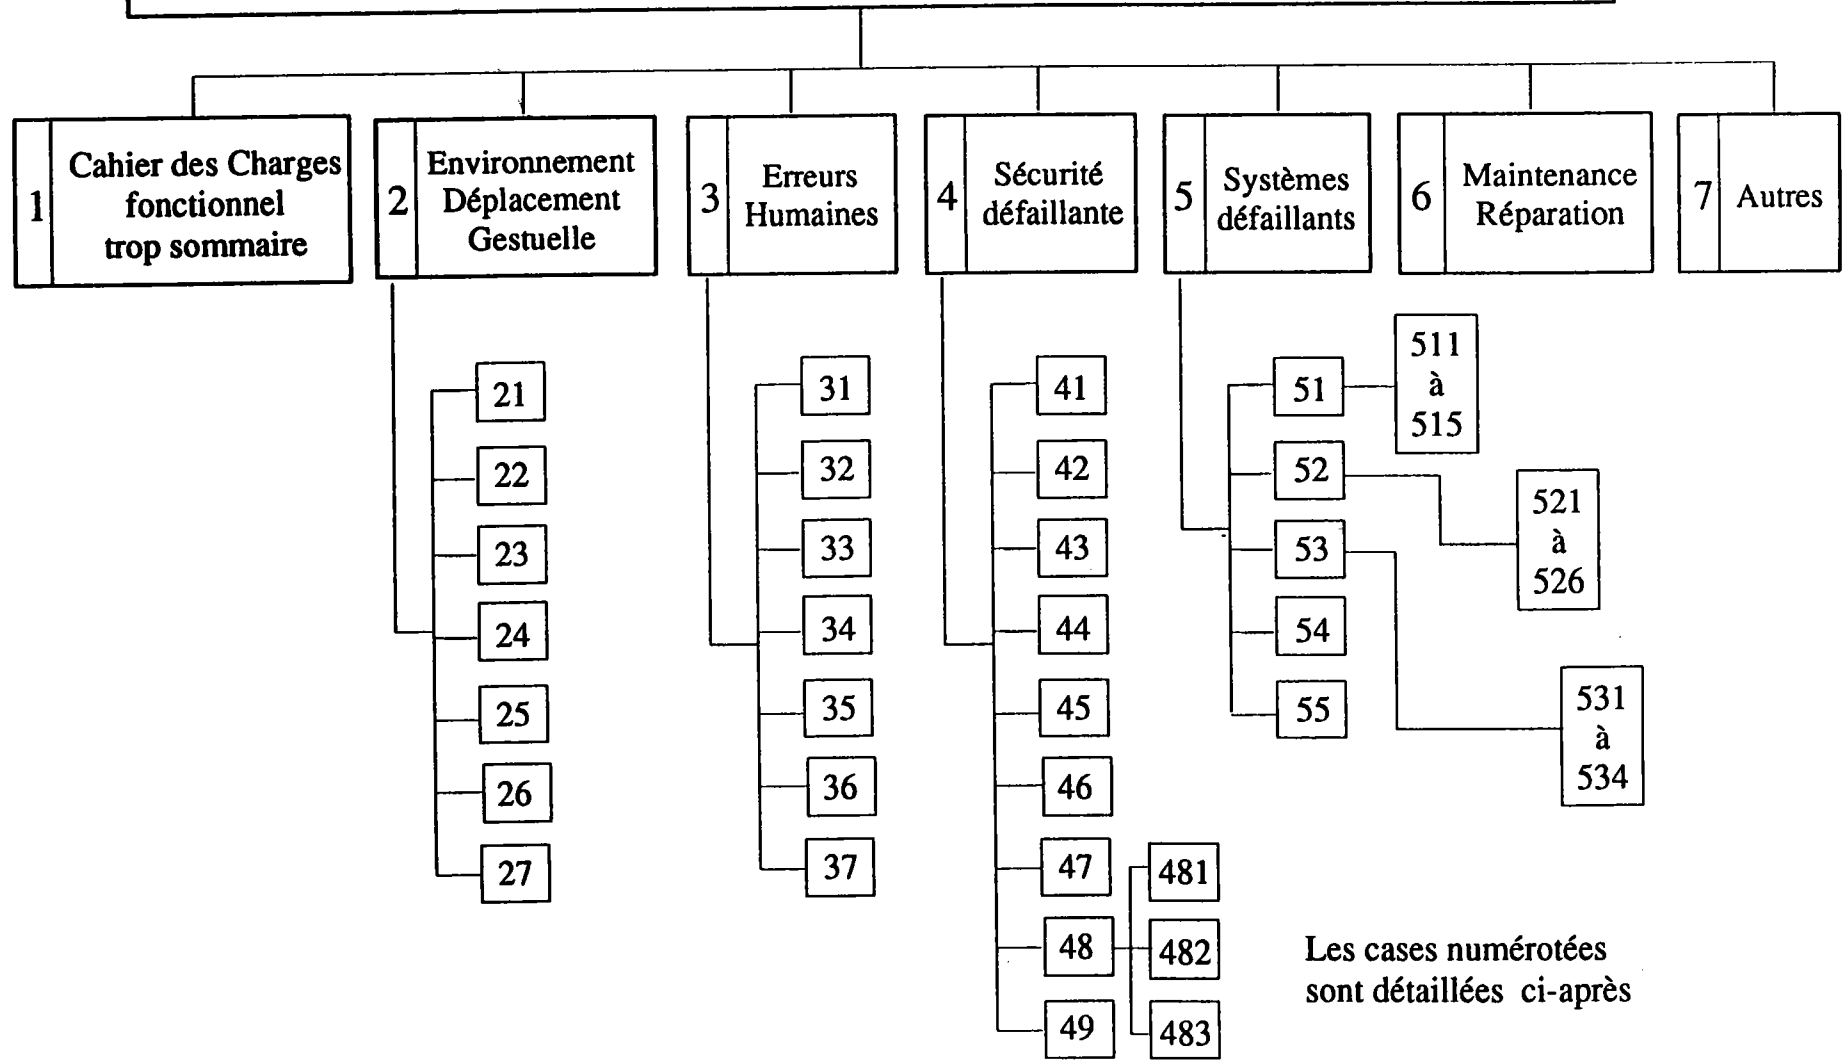 1
Cahier des Charges
fonctionnel
trop sommaire
2
Environnement
Déplacement
Gestuelle
3
Erreurs
Humaines
4
Sécurité
défaillante
5
Systèmes
défaillants
6
Maintenance
Réparation
7
Autres
21
22
23
24
25
26
27
31
32
33
34
35
36
37
41
42
43
44
45
46
47
48
49
481
482
483
51
52
53
54
55
511
à
515
521
à
526
531
à
534
Les cases numérotées
sont détaillées ci-après